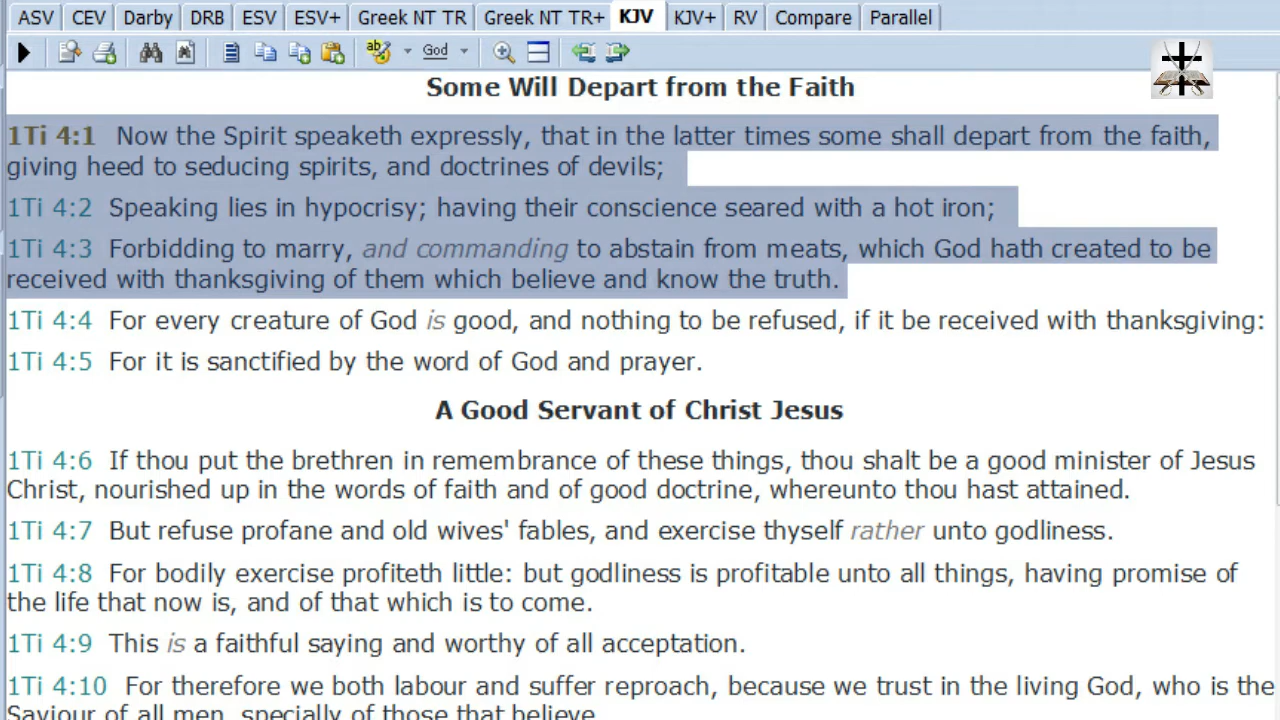 ASV CEV Darby DRB ESV ESV+ Greek NT TR Greek NT TR+ KJV KJV+ RV Compare Parallel
ab God
Some Will Depart from the Faith
1Ti 4:1 Now the Spirit speaketh expressly, that in the latter times some shall depart from the faith,
giving heed to seducing spirits, and doctrines of devils;
1Ti 4:2 Speaking lies in hypocrisy; having their conscience seared with a hot iron;
1Ti 4:3 Forbidding to marry, and commanding to abstain from meats, which God hath created to be
received with thanksgiving of them which believe and know the truth.
1Ti 4:4 For every creature of God is good, and nothing to be refused, if it be received with thanksgiving:
1Ti 4:5 For it is sanctified by the word of God and prayer.
A Good Servant of Christ Jesus
1Ti 4:6 If thou put the brethren in remembrance of these things, thou shalt be a good minister of Jesus
Christ, nourished up in the words of faith and of good doctrine, whereunto thou hast attained.
1Ti 4:7 But refuse profane and old wives' fables, and exercise thyself rather unto godliness.
1Ti 4:8 For bodily exercise profiteth little: but godliness is profitable unto all things, having promise of
the life that now is, and of that which is to come.
1Ti 4:9 This is a faithful saying and worthy of all acceptation.
1Ti 4:10 For therefore we both labour and suffer reproach, because we trust in the living God, who is the
Saviour of all men, specially of those that believe.